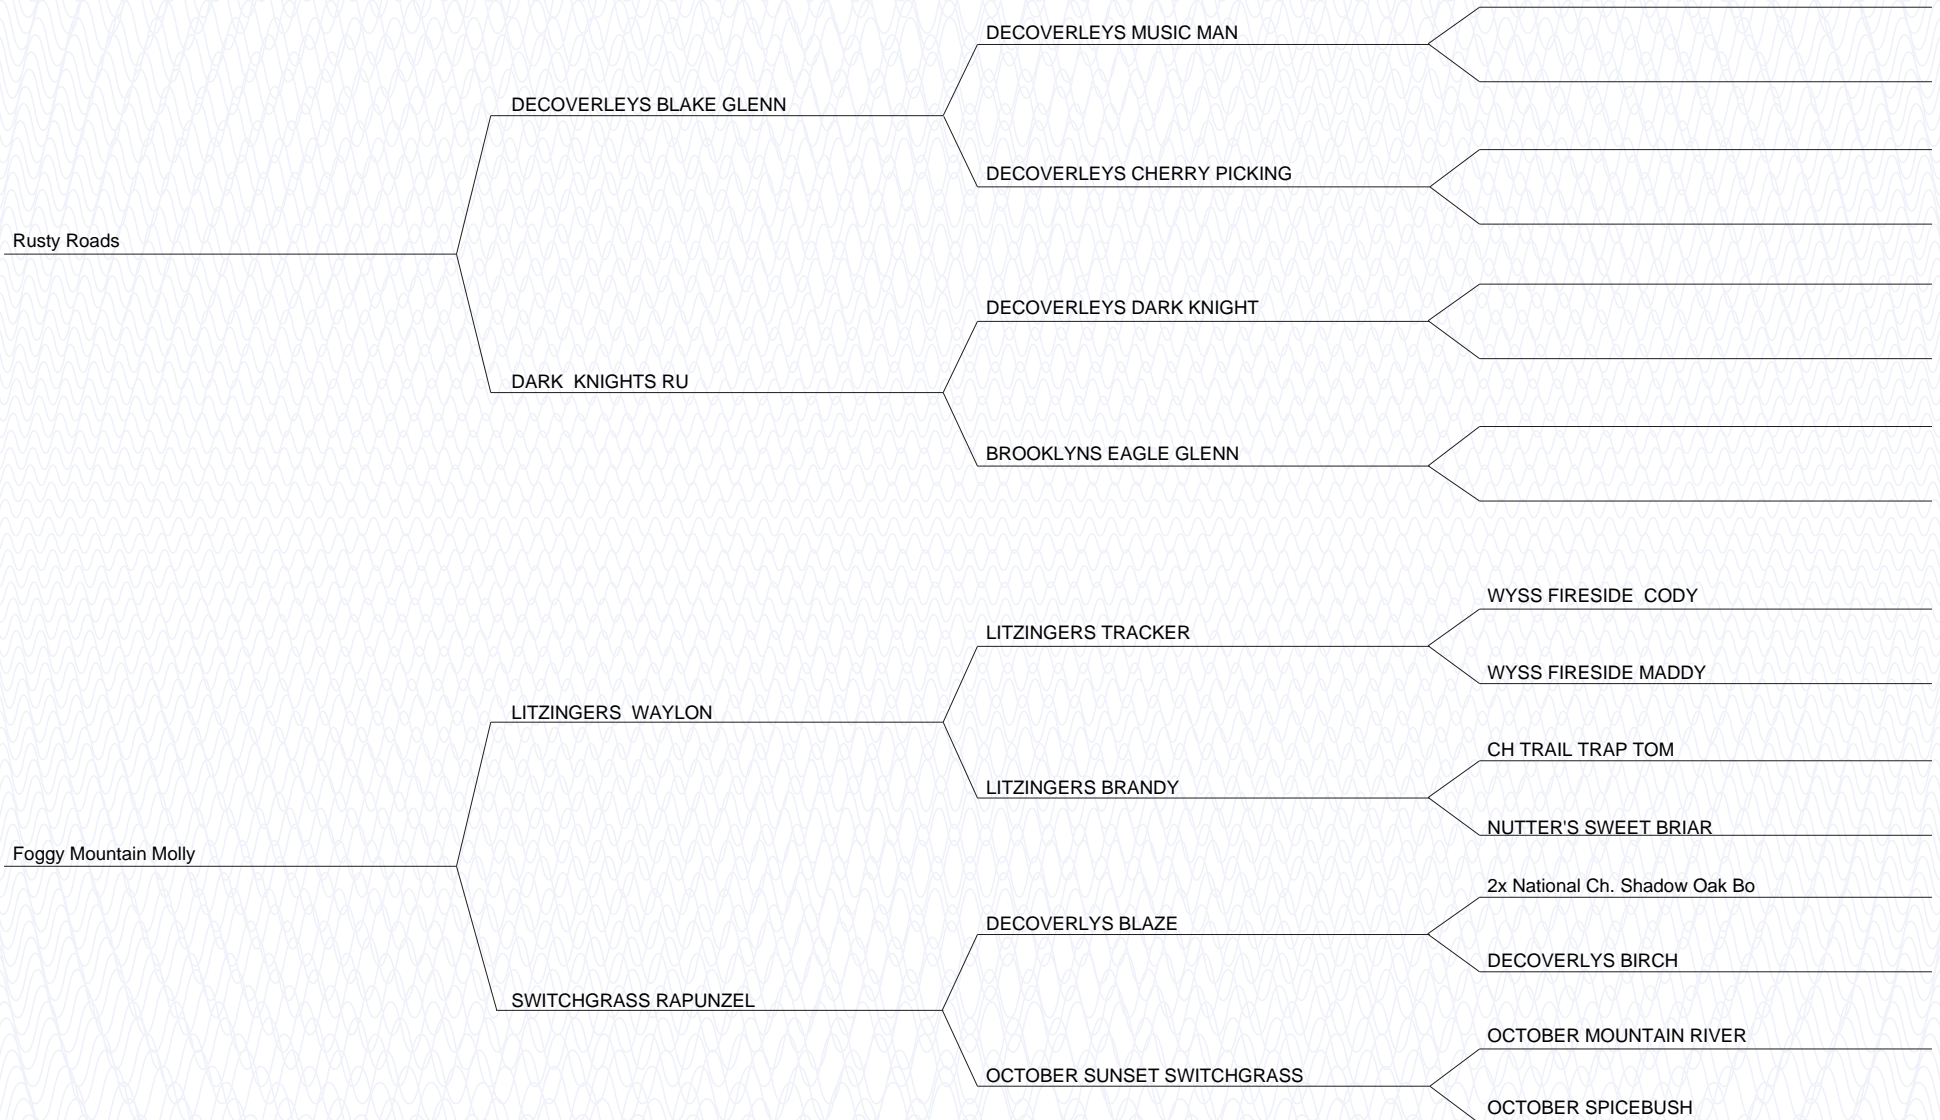 DECOVERLEYS MUSIC MAN
DECOVERLEYS BLAKE GLENN
DECOVERLEYS CHERRY PICKING
Rusty Roads
DECOVERLEYS DARK KNIGHT
DARK  KNIGHTS RU
BROOKLYNS EAGLE GLENN
WYSS FIRESIDE  CODY
LITZINGERS TRACKER
WYSS FIRESIDE MADDY
LITZINGERS  WAYLON
CH TRAIL TRAP TOM
LITZINGERS BRANDY
NUTTER'S SWEET BRIAR
Foggy Mountain Molly
2x National Ch. Shadow Oak Bo
DECOVERLYS BLAZE
DECOVERLYS BIRCH
SWITCHGRASS RAPUNZEL
OCTOBER MOUNTAIN RIVER
OCTOBER SUNSET SWITCHGRASS
OCTOBER SPICEBUSH